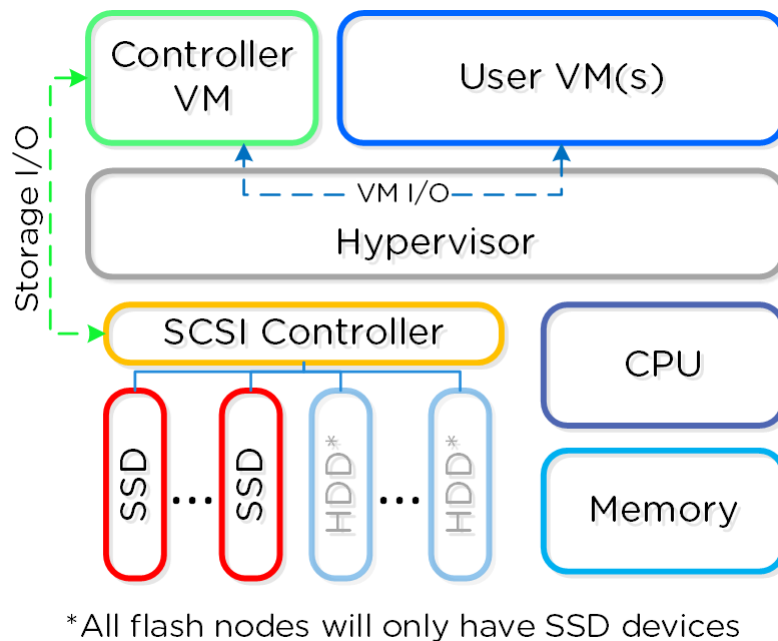 Controller
VM
User VM(s)
Storage I/O
VM I/O
Hypervisor
SCSI Controller
CPU
SSD
...
SSD
HDD*
...
HDD*
Memory
*All flash nodes will only have SSD devices